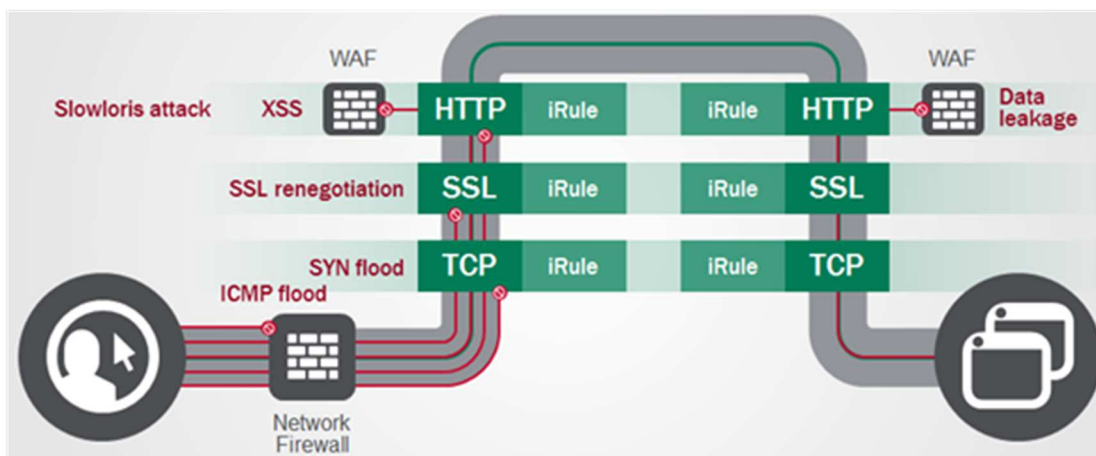 WAF
WAF
Slowloris attack XSS HTTP iRule iRule HTTP Data
leakage
SSL renegotiation SSL iRule iRule SSL
SYN flood TCP iRule iRule TCP
ICMP flood
Network
Firewall